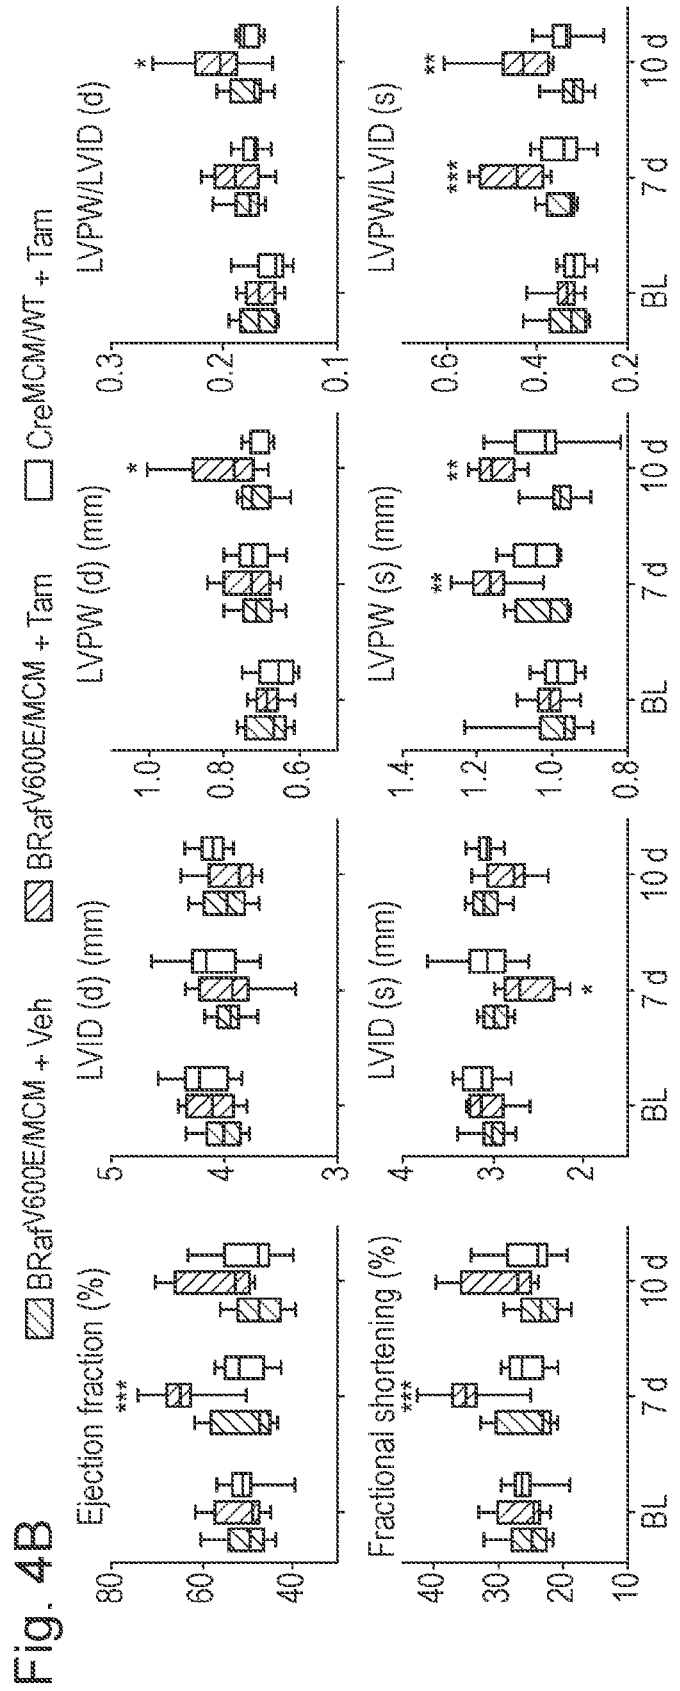 Fig. 4B
BRafV600E/MCM + Veh
BRafV600E/MCM + Tam
CreMCM/WT + Tam
Ejection fraction (%)
80
60
40
***
LVID (d) (mm)
5
4
3
LVPW (d) (mm)
1.0
0.8
0.6
*
LVPW/LVID (d)
0.3
0.2
0.1
*
Fractional shortening (%)
40
30
20
10
***
BL 7 d 10 d
LVID (s) (mm)
4
3
2
*
BL 7 d 10 d
LVPW (s) (mm)
1.4
1.2
1.0
0.8
** **
BL 7 d 10 d
LVPW/LVID (s)
0.6
0.4
0.2
*** **
BL 7 d 10 d